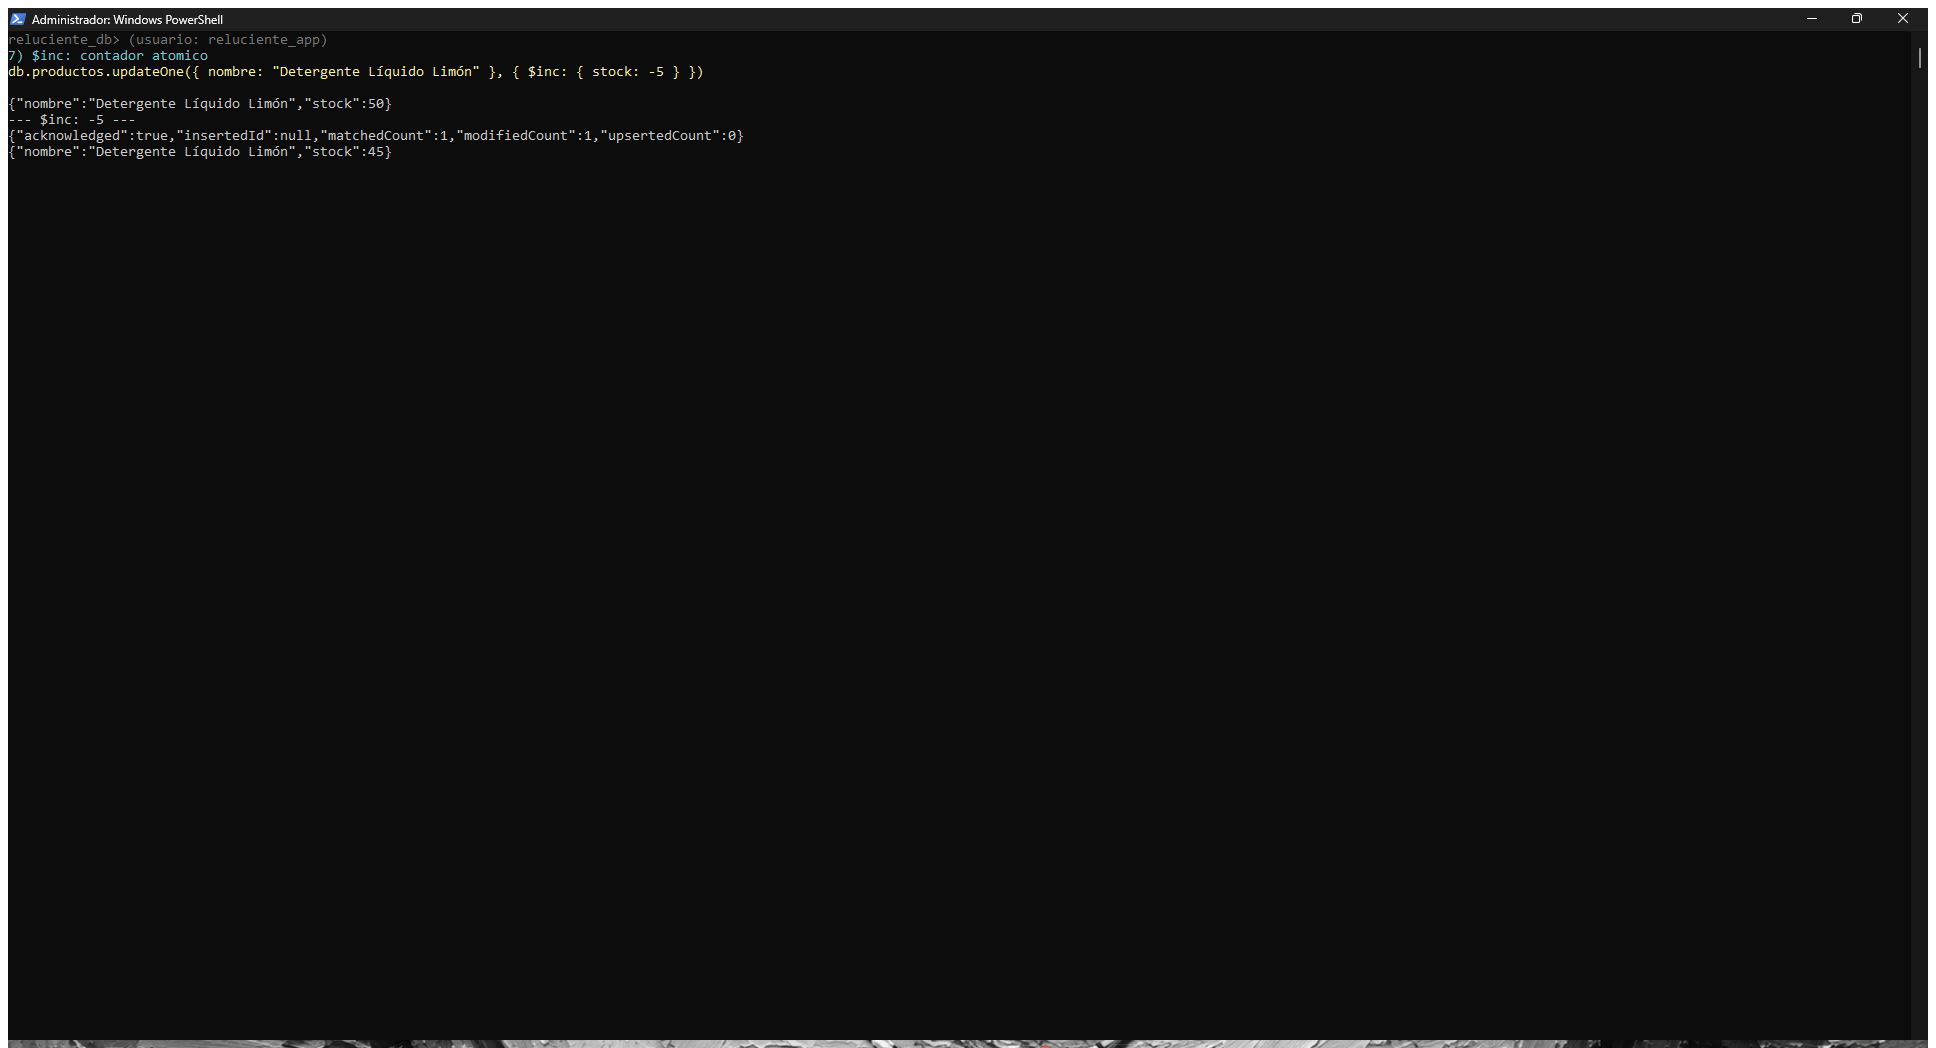 Administrador: Windows PowerShell
reluciente_db> (usuario: reluciente_app)
7) $inc: contador atomico
db.productos.updateOne({ nombre: "Detergente Líquido Limón" }, { $inc: { stock: -5 } })
{"nombre":"Detergente Líquido Limón","stock":50}
--- $inc: -5 ---
{"acknowledged":true,"insertedId":null,"matchedCount":1,"modifiedCount":1,"upsertedCount":0}
{"nombre":"Detergente Líquido Limón","stock":45}